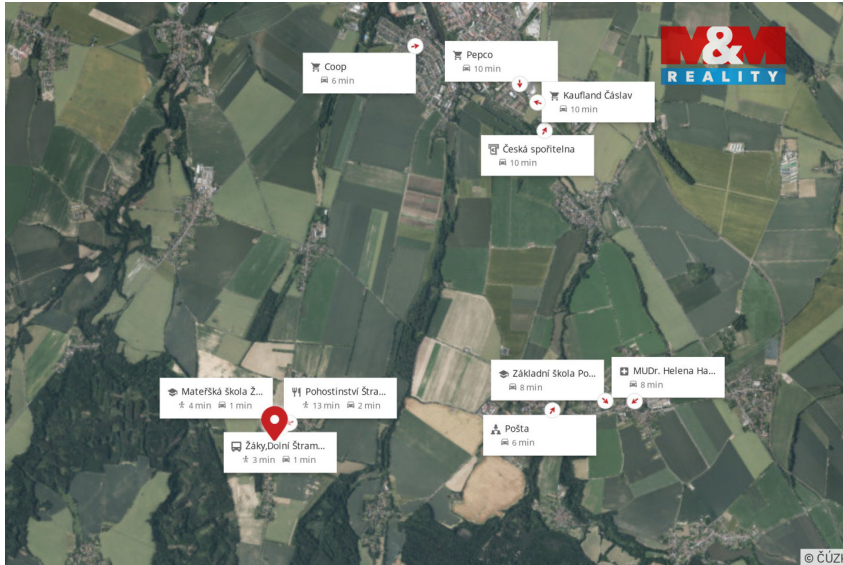 M&M
REALITY
Coop
6 min
Pepco
10 min
Kaufland Čáslav
10 min
Česká spořitelna
10 min
Mateřská škola Ž...
4 min 1 min
Pohostinství Štra...
13 min 2 min
Žáky,Dolní Štram...
3 min 1 min
Základní škola Po...
8 min
MUDr. Helena Ha...
8 min
Pošta
6 min
© ČÚZ